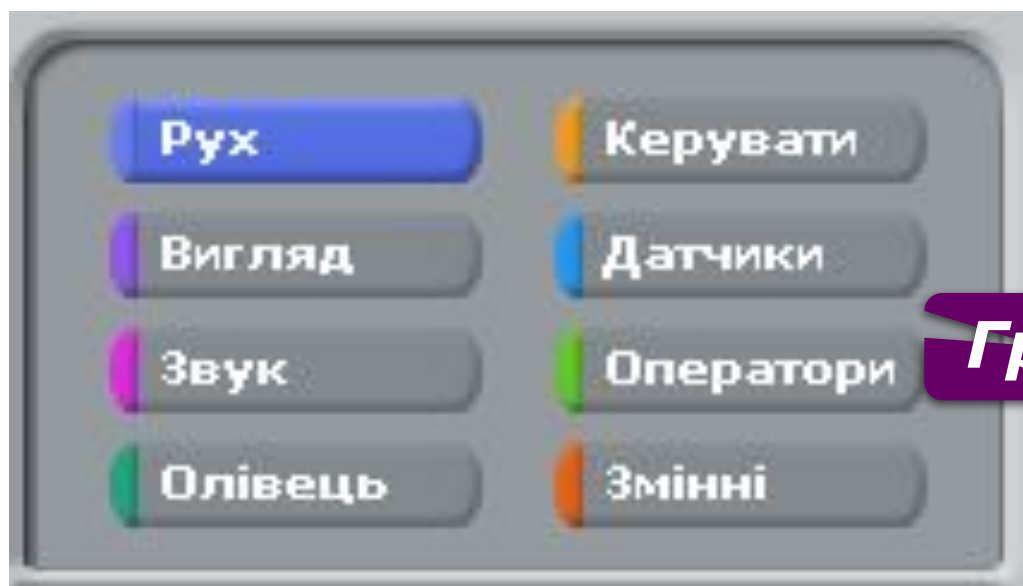 Рух
Керувати
Вигляд
Датчики
Звук
Оператори
Олівець
Змінні